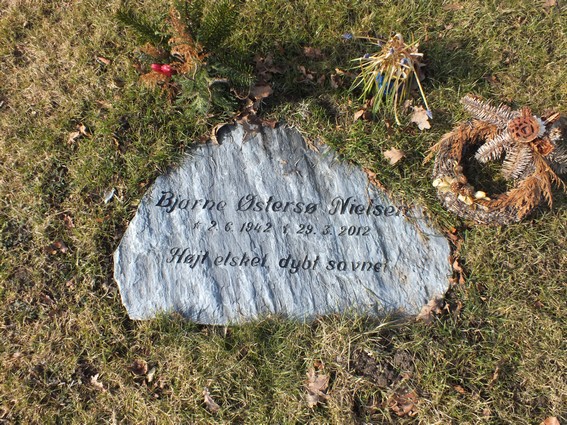 Bjarne Østersø Nielsen
* 2.6.1942 † 29.3.2012
Højt elsket, dybt savnet